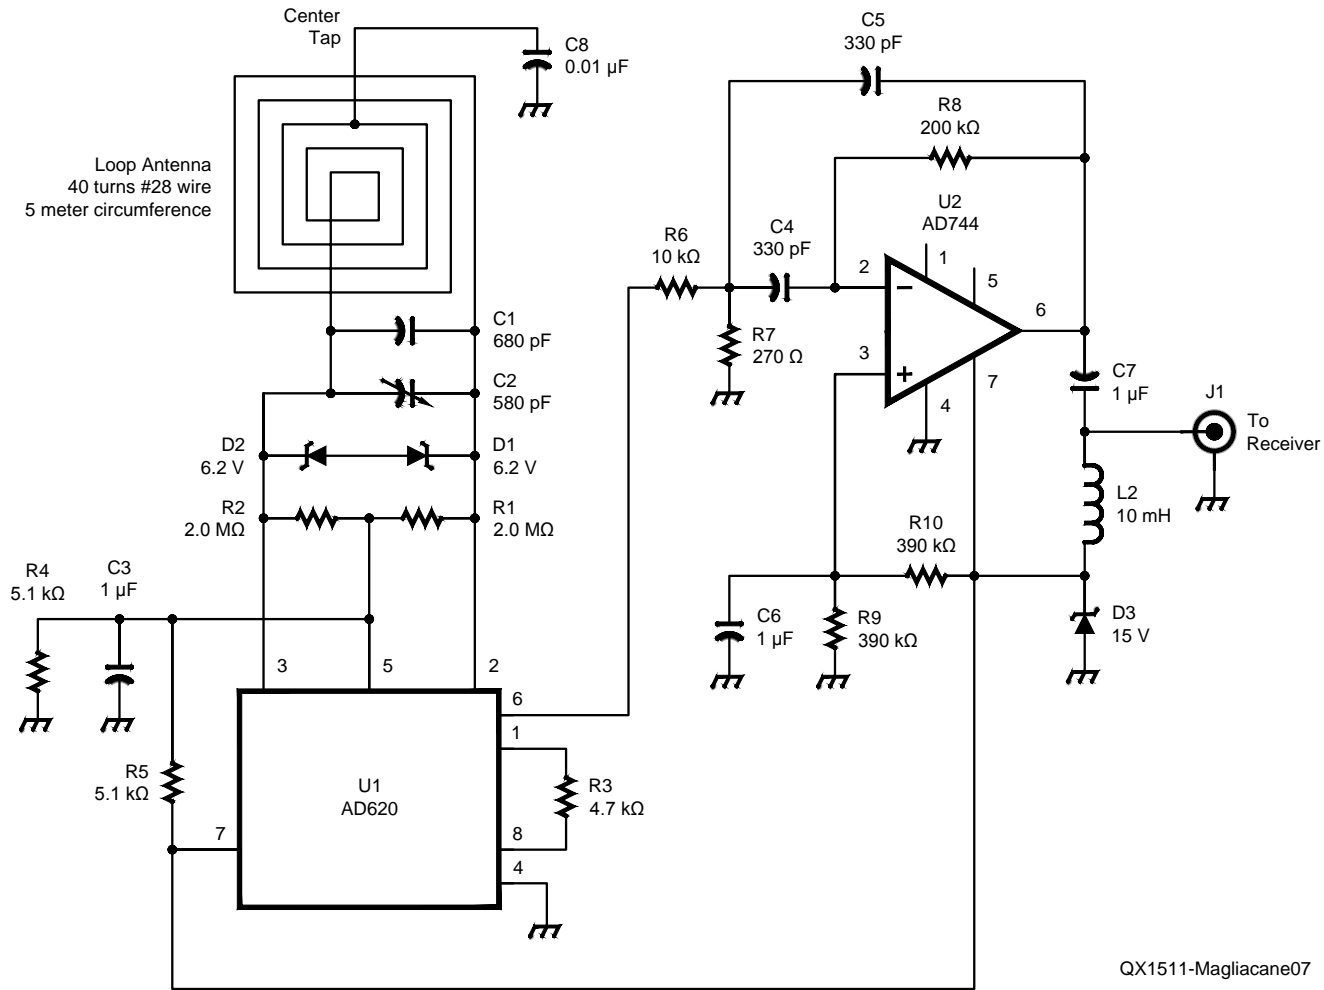 Center
Tap
C8
0.01 µF
C5
330 pF
R8
200 kΩ
Loop Antenna
40 turns #28 wire
5 meter circumference
U2
AD744
R6
10 kΩ
C4
330 pF
2
1
5
6
3
7
4
R7
270 Ω
C1
680 pF
C2
580 pF
C7
1 µF
J1
To
Receiver
D2
6.2 V
D1
6.2 V
R2
2.0 MΩ
R1
2.0 MΩ
L2
10 mH
R10
390 kΩ
R4
5.1 kΩ
C3
1 µF
C6
1 µF
R9
390 kΩ
D3
15 V
3
5
2
6
1
R5
5.1 kΩ
U1
AD620
R3
4.7 kΩ
7
8
4
QX1511-Magliacane07